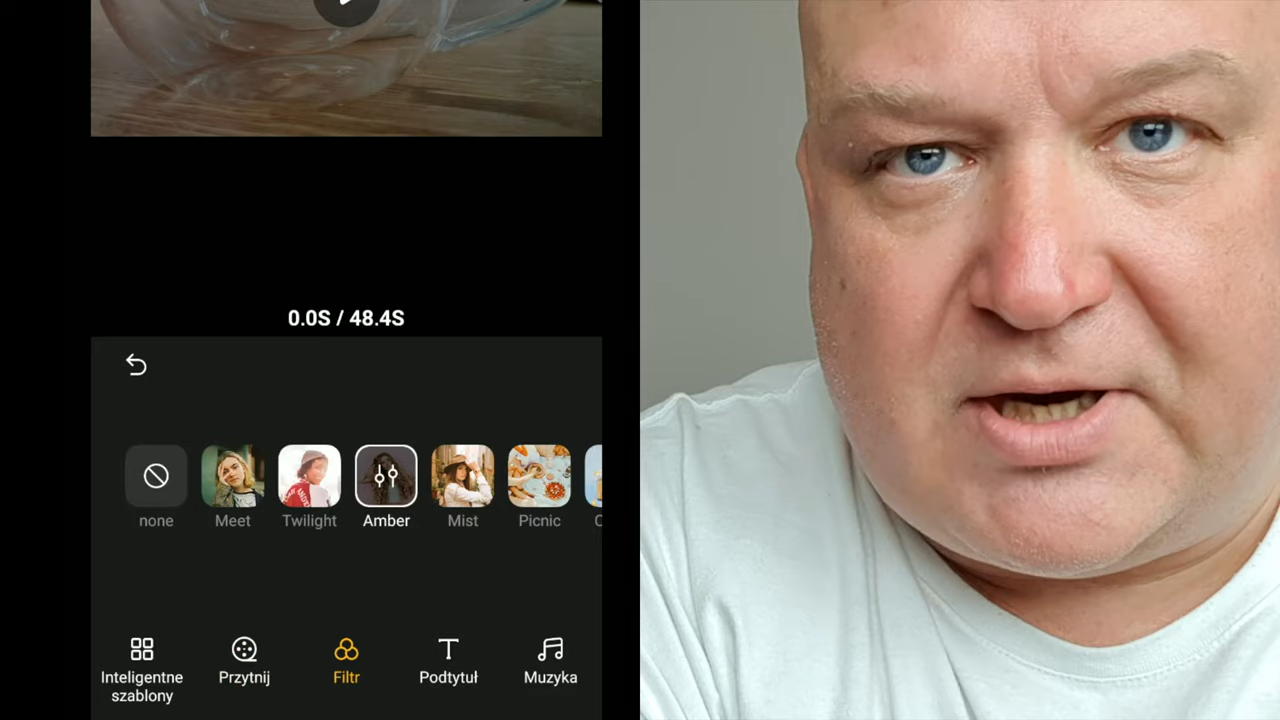 0.0S / 48.4S
none
Meet
Twilight
Amber
Mist
Picnic
Inteligentne
szablony
Przytnij
Filtr
Podtytuł
Muzyka